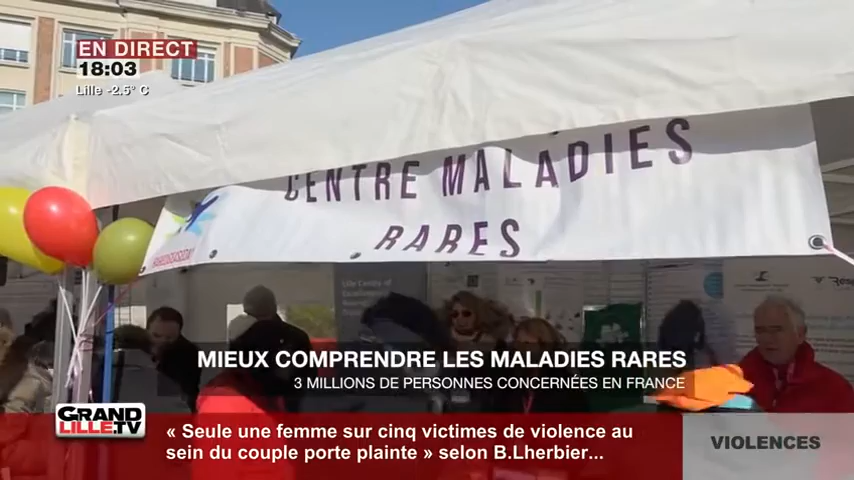 EN DIRECT
18:03
Lille -2.5° C
CENTRE MALADIES
RARES
MIEUX COMPRENDRE LES MALADIES RARES
3 MILLIONS DE PERSONNES CONCERNÉES EN FRANCE
GRAND
LILLE.TV
« Seule une femme sur cinq victimes de violence au
sein du couple porte plainte » selon B.Lherbier...
VIOLENCES